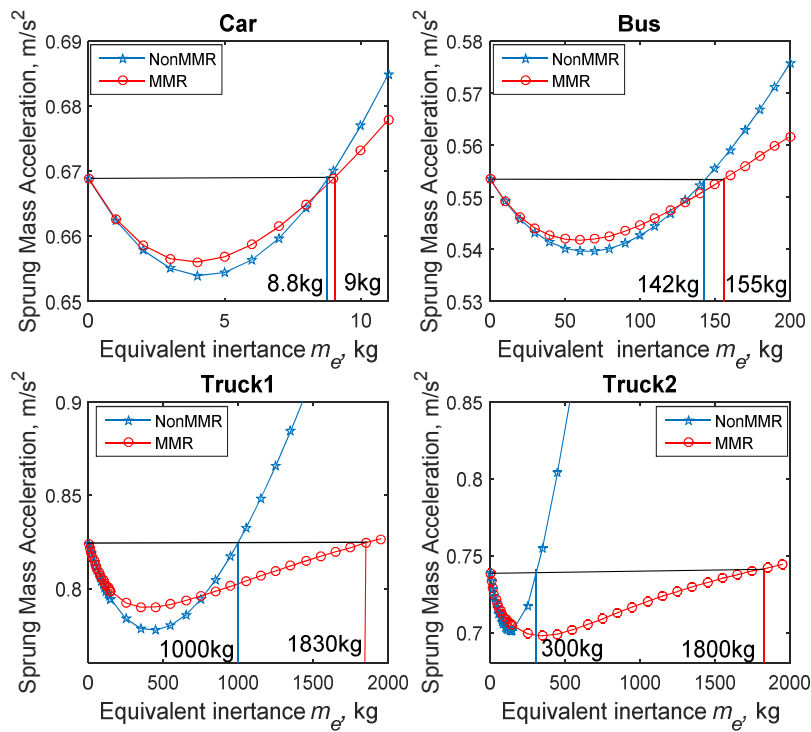 Car
Sprung Mass Acceleration, m/s²
0.69
0.68
0.67
0.66
0.65
NonMMR
MMR
8.8kg
9kg
0
5
10
Equivalent inertance mₑ, kg
Bus
Sprung Mass Acceleration, m/s²
0.58
0.57
0.56
0.55
0.54
0.53
NonMMR
MMR
142kg
155kg
0
50
100
150
200
Equivalent inertance mₑ, kg
Truck1
Sprung Mass Acceleration, m/s²
0.9
0.85
0.8
NonMMR
MMR
1000kg
1830kg
0
500
1000
1500
2000
Equivalent inertance mₑ, kg
Truck2
Sprung Mass Acceleration, m/s²
0.85
0.8
0.75
0.7
NonMMR
MMR
300kg
1800kg
0
500
1000
1500
2000
Equivalent inertance mₑ, kg